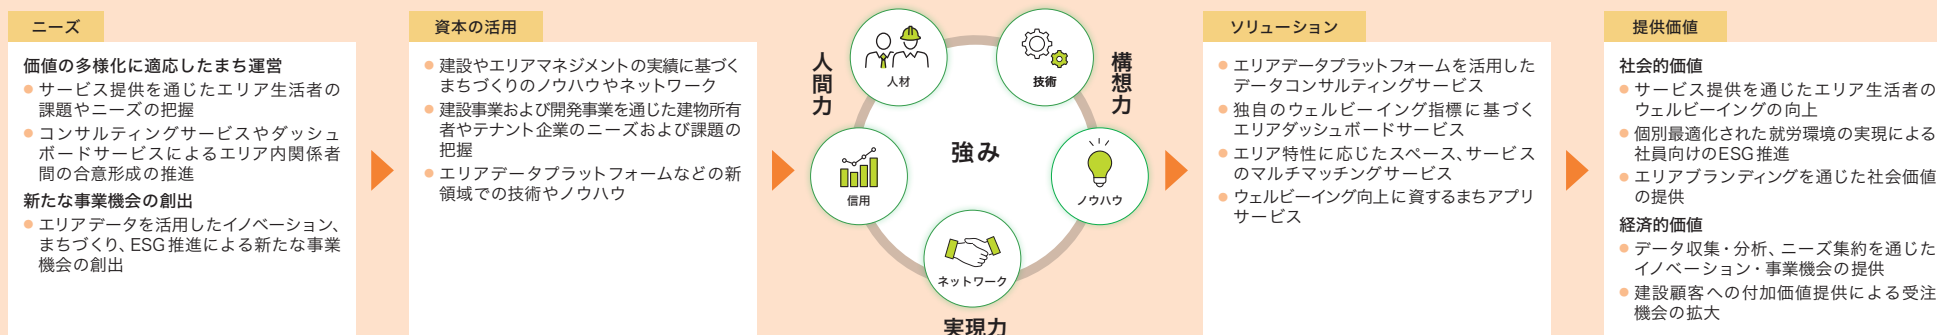 ニーズ
価値の多様化に適応したまち運営
● サービス提供を通じたエリア生活者の
課題やニーズの把握
● コンサルティングサービスやダッシュ
ボードサービスによるエリア内関係者
間の合意形成の推進
新たな事業機会の創出
● エリアデータを活用したイノベーション、
まちづくり、ESG推進による新たな事業
機会の創出
資本の活用
● 建設やエリアマネジメントの実績に基づく
まちづくりのノウハウやネットワーク
● 建設事業および開発事業を通じた建物所有
者やテナント企業のニーズおよび課題の
把握
● エリアデータプラットフォームなどの新
領域での技術やノウハウ
人間力
人材
技術
構想力
強み
信用
ノウハウ
ネットワーク
実現力
ソリューション
● エリアデータプラットフォームを活用した
データコンサルティングサービス
● 独自のウェルビーイング指標に基づく
エリアダッシュボードサービス
● エリア特性に応じたスペース、サービス
のマルチマッチングサービス
● ウェルビーイング向上に資するまちアプリ
サービス
提供価値
社会的価値
● サービス提供を通じたエリア生活者の
ウェルビーイングの向上
● 個別最適化された就労環境の実現による
社員向けのESG推進
● エリアブランディングを通じた社会価値
の提供
経済的価値
● データ収集・分析、ニーズ集約を通じた
イノベーション・事業機会の提供
● 建設顧客への付加価値提供による受注
機会の拡大